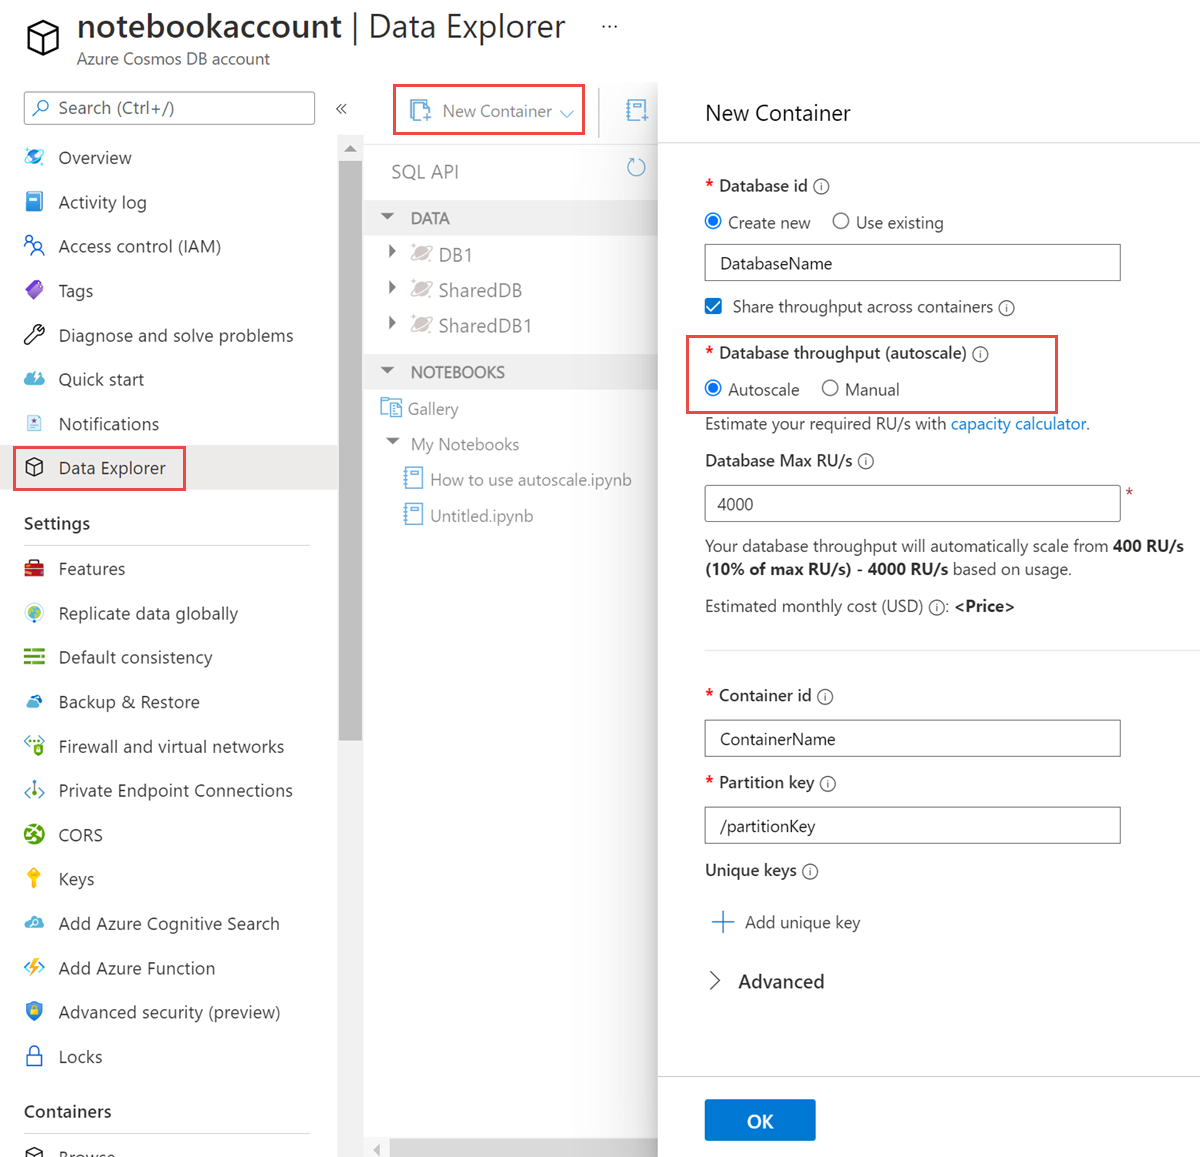 notebookaccount | Data Explorer ...
Azure Cosmos DB account
Search (Ctrl+/)
«
Overview
Activity log
Access control (IAM)
Tags
Diagnose and solve problems
Quick start
Notifications
Data Explorer
Settings
Features
Replicate data globally
Default consistency
Backup & Restore
Firewall and virtual networks
Private Endpoint Connections
CORS
Keys
Add Azure Cognitive Search
Add Azure Function
Advanced security (preview)
Locks
Containers
Browse
New Container
SQL API
DATA
DB1
SharedDB
SharedDB1
NOTEBOOKS
Gallery
My Notebooks
How to use autoscale.ipynb
Untitled.ipynb
New Container
* Database id
Create new Use existing
DatabaseName
Share throughput across containers
* Database throughput (autoscale)
Autoscale Manual
Estimate your required RU/s with capacity calculator.
Database Max RU/s
4000 *
Your database throughput will automatically scale from 400 RU/s
(10% of max RU/s) - 4000 RU/s based on usage.
Estimated monthly cost (USD) : <Price>
* Container id
ContainerName
* Partition key
/partitionKey
Unique keys
Add unique key
Advanced
OK